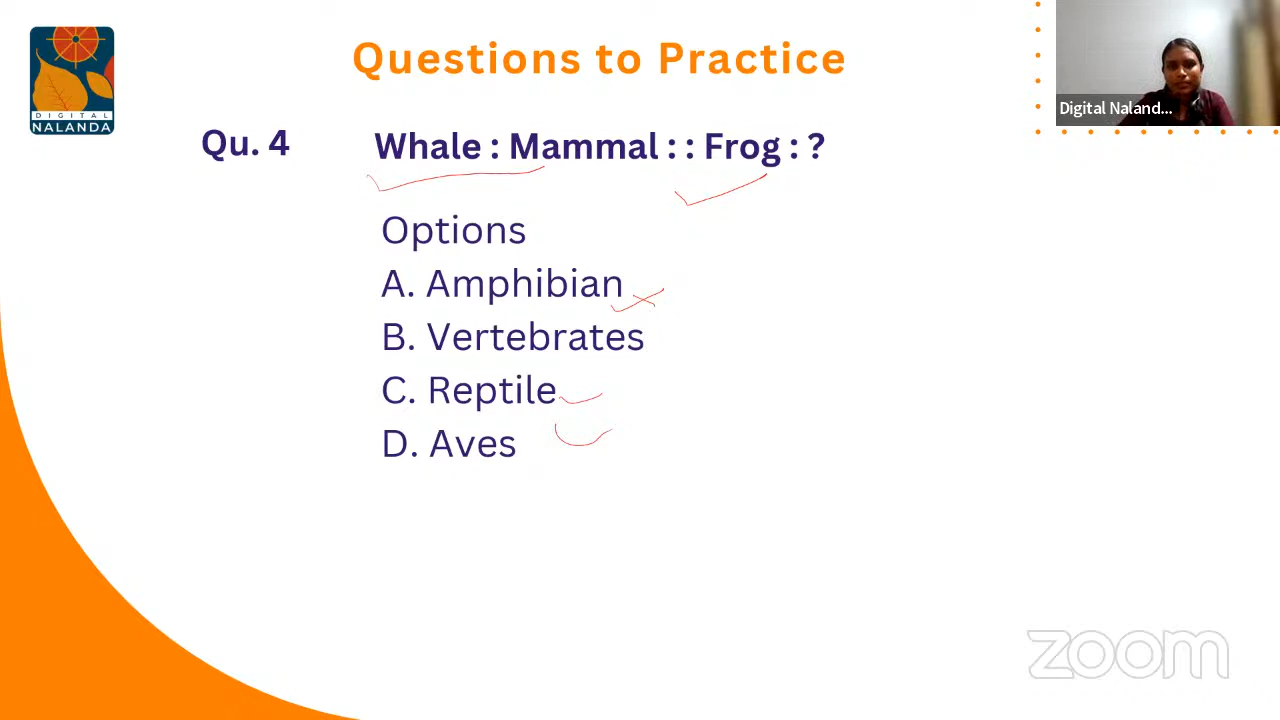 Questions to Practice
DIGITAL
NALANDA
Digital Naland...
Qu. 4 Whale : Mammal : : Frog : ?
Options
A. Amphibian
B. Vertebrates
C. Reptile
D. Aves
zoom